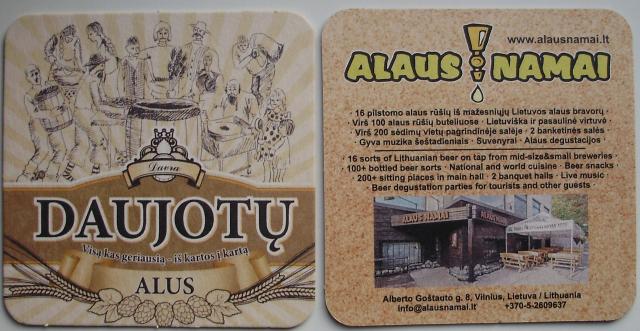 Davra
DAUJOTŲ
Visą kas geriausią - iš kartos į kartą
ALUS
www.alausnamai.lt
ALAUS NAMAI
· 16 pilstomo alaus rūšių iš mažesniųjų Lietuvos alaus bravorų ·
· Virš 100 alaus rūšių buteliuose · Lietuviška ir pasaulinė virtuvė ·
· Virš 200 sėdimų vietų pagrindinėje salėje · 2 banketinės salės ·
· Gyva muzika šeštadieniais · Suvenyrai · Alaus degustacijos ·
· 16 sorts of Lithuanian beer on tap from mid-size&small breweries ·
· 100+ bottled beer sorts · National and world cuisine · Beer snacks ·
· 200+ sitting places in main hall · 2 banquet halls · Live music ·
· Beer degustation parties for tourists and other guests ·
ALAUS NAMAI
Alberto Goštauto g. 8, Vilnius, Lietuva / Lithuania
info@alausnamai.lt +370-5-2609637